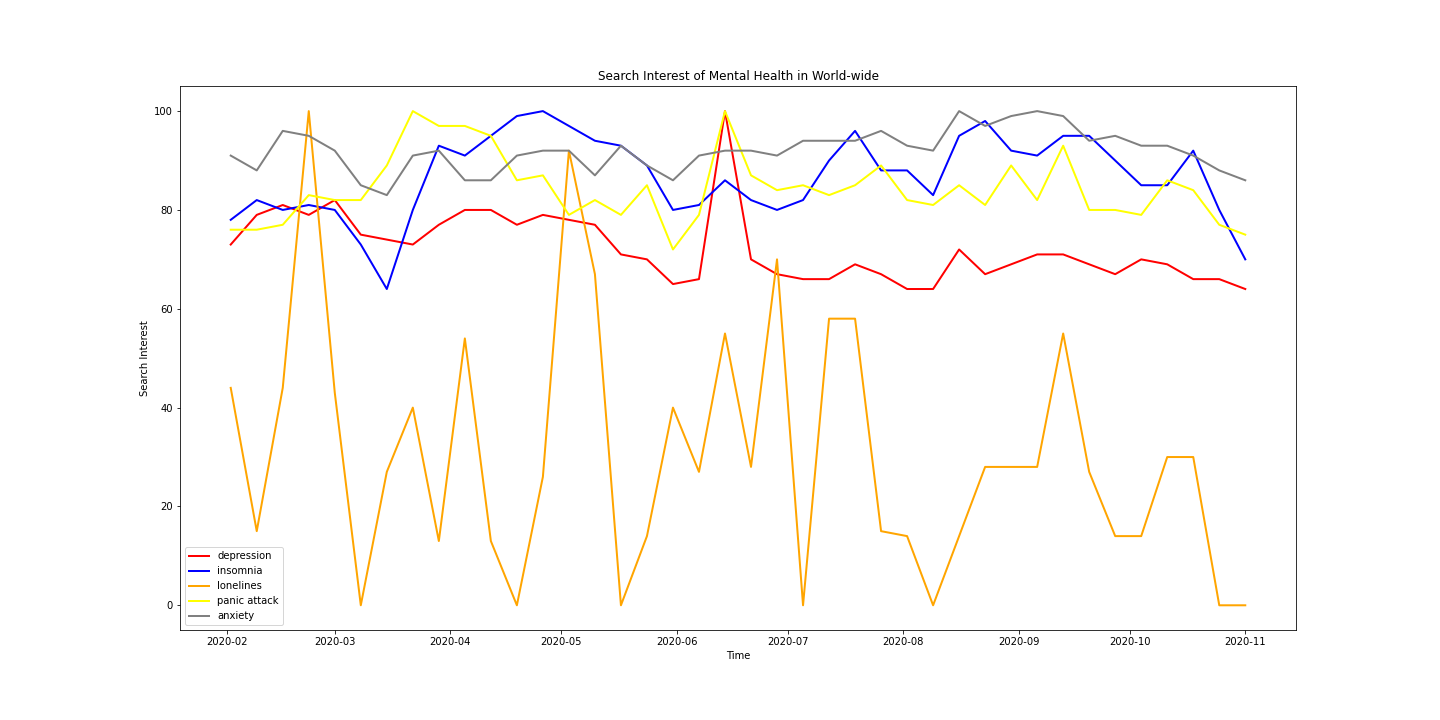 Search Interest of Mental Health in World-wide
100
80
60
40
20
0
Search Interest
depression
insomnia
lonelines
panic attack
anxiety
2020-02 2020-03 2020-04 2020-05 2020-06 2020-07 2020-08 2020-09 2020-10 2020-11
Time